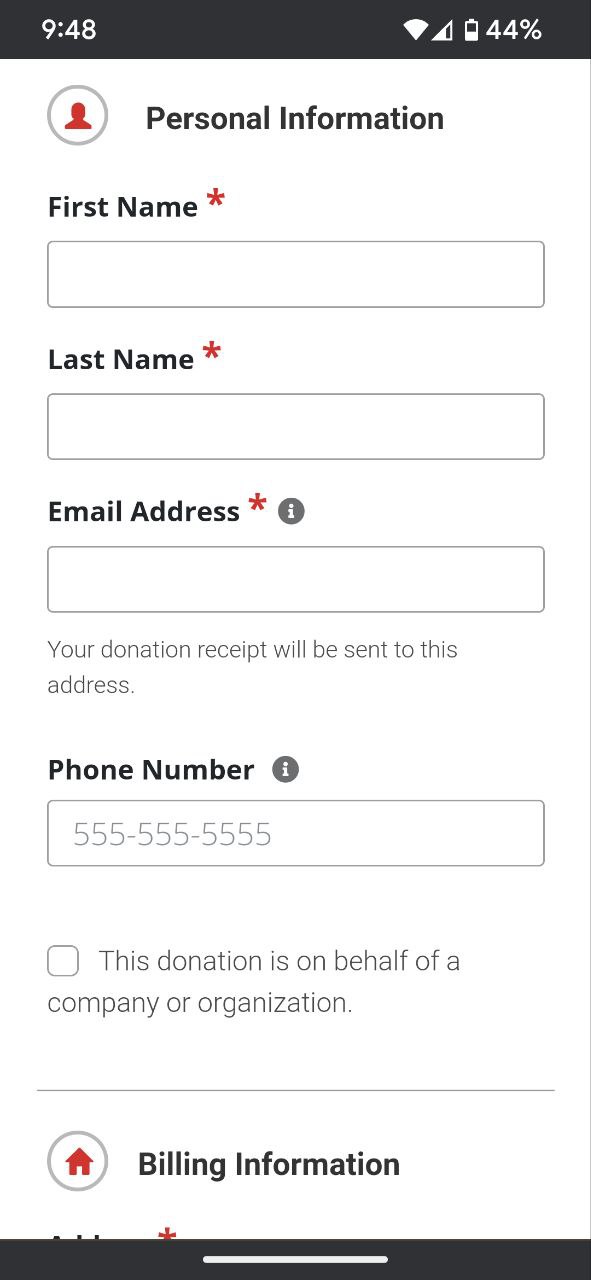 9:48
44%
Personal Information
First Name *
Last Name *
Email Address *
Your donation receipt will be sent to this
address.
Phone Number
555-555-5555
This donation is on behalf of a
company or organization.
Billing Information